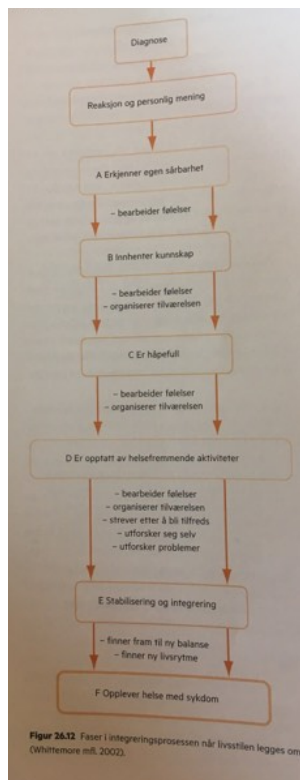 Diagnose
Reaksjon og personlig mening
A Erkjenner egen sårbarhet
– bearbeider følelser
B Innhenter kunnskap
– bearbeider følelser
– organiserer tilværelsen
C Er håpefull
– bearbeider følelser
– organiserer tilværelsen
D Er opptatt av helsefremmende aktiviteter
– bearbeider følelser
– organiserer tilværelsen
– strever etter å bli tilfreds
– utforsker seg selv
– utforsker problemer
E Stabilisering og integrering
– finner fram til ny balanse
– finner ny livsrytme
F Opplever helse med sykdom
Figur 26.12 Faser i integreringsprosessen når livsstilen legges om
(Whittemore mfl. 2002).